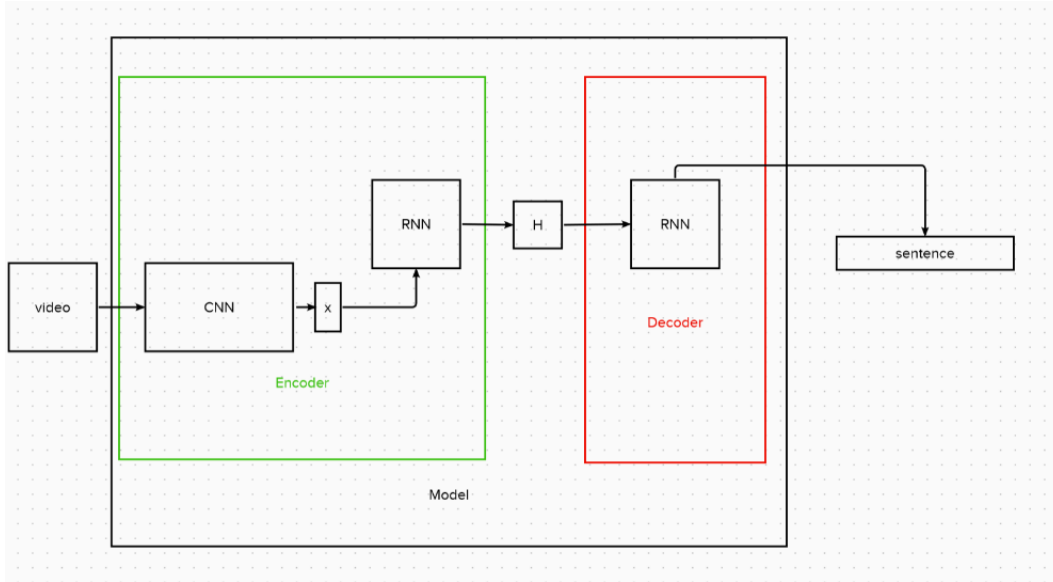 RNN
H
RNN
sentence
video
CNN
x
Decoder
Encoder
Model